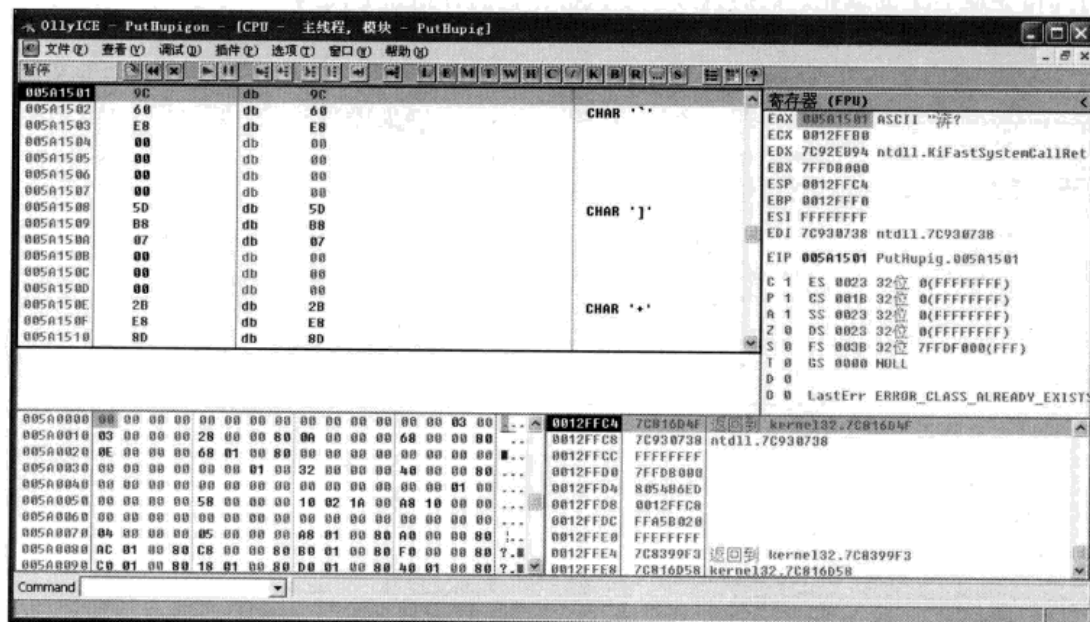 OllyICE - PutHupigon - [CPU - 主线程, 模块 - PutHupig]
文件(F) 查看(V) 调试(D) 插件(P) 选项(T) 窗口(W) 帮助(H)
暂停 L E M T W H C / K B R ... S
005A1501 9C db 9C
005A1502 60 db 60 CHAR '`'
005A1503 E8 db E8
005A1504 00 db 00
005A1505 00 db 00
005A1506 00 db 00
005A1507 00 db 00
005A1508 5D db 5D CHAR ']'
005A1509 B8 db B8
005A150A 07 db 07
005A150B 00 db 00
005A150C 00 db 00
005A150D 00 db 00
005A150E 2B db 2B CHAR '+'
005A150F E8 db E8
005A1510 8D db 8D
寄存器 (FPU)
EAX 005A1501 ASCII "湃?
ECX 0012FFB0
EDX 7C92EB94 ntdll.KiFastSystemCallRet
EBX 7FFDB000
ESP 0012FFC4
EBP 0012FFF0
ESI FFFFFFFF
EDI 7C930738 ntdll.7C930738
EIP 005A1501 PutHupig.005A1501
C 1 ES 0023 32位 0(FFFFFFFF)
P 1 CS 001B 32位 0(FFFFFFFF)
A 1 SS 0023 32位 0(FFFFFFFF)
Z 0 DS 0023 32位 0(FFFFFFFF)
S 0 FS 003B 32位 7FFDF000(FFF)
T 0 GS 0000 NULL
D 0
O 0 LastErr ERROR_CLASS_ALREADY_EXISTS
005A0000 00 00 00 00 00 00 00 00 00 00 00 00 00 00 03 00
005A0010 03 00 00 00 28 00 00 80 0A 00 00 00 68 00 00 80
005A0020 0E 00 00 00 68 01 00 80 00 00 00 00 00 00 00 00
005A0030 00 00 00 00 00 00 01 00 32 00 00 00 40 00 00 80
005A0040 00 00 00 00 00 00 00 00 00 00 00 00 00 00 01 00
005A0050 00 00 00 00 58 00 00 00 10 02 1A 00 A8 10 00 00
005A0060 00 00 00 00 00 00 00 00 00 00 00 00 00 00 00 00
005A0070 04 00 00 00 05 00 00 00 A8 01 00 80 A0 00 00 80
005A0080 AC 01 00 80 C8 00 00 80 B0 01 00 80 F0 00 00 80
005A0090 C0 01 00 80 18 01 00 80 D0 01 00 80 40 01 00 80
0012FFC4 7C816D4F 返回到 kernel32.7C816D4F
0012FFC8 7C930738 ntdll.7C930738
0012FFCC FFFFFFFF
0012FFD0 7FFDB000
0012FFD4 805486ED
0012FFD8 0012FFC8
0012FFDC FFA5B020
0012FFE0 FFFFFFFF
0012FFE4 7C8399F3 返回到 kernel32.7C8399F3
0012FFE8 7C816D58 kernel32.7C816D58
Command